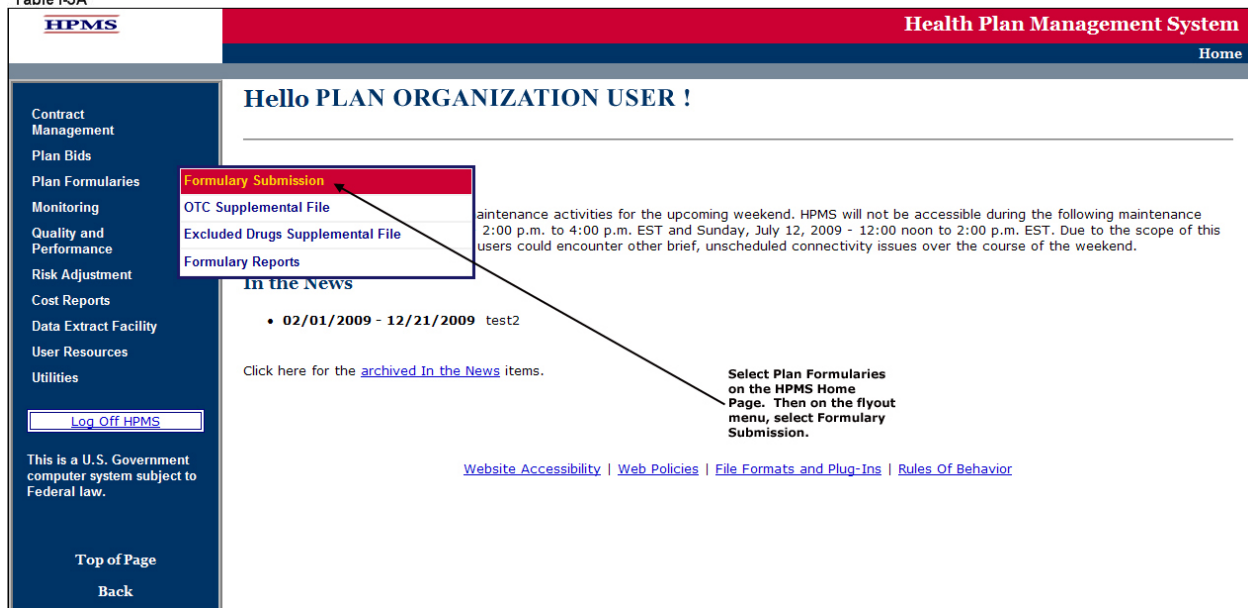 HPMS
Health Plan Management System
Home
Contract
Management
Plan Bids
Plan Formularies
Monitoring
Quality and
Performance
Risk Adjustment
Cost Reports
Data Extract Facility
User Resources
Utilities
Log Off HPMS
This is a U.S. Government
computer system subject to
Federal law.
Top of Page
Back
Hello PLAN ORGANIZATION USER !
Formulary Submission
OTC Supplemental File
Excluded Drugs Supplemental File
Formulary Reports
maintenance activities for the upcoming weekend. HPMS will not be accessible during the following maintenance
2:00 p.m. to 4:00 p.m. EST and Sunday, July 12, 2009 - 12:00 noon to 2:00 p.m. EST. Due to the scope of this
users could encounter other brief, unscheduled connectivity issues over the course of the weekend.
In the News
• 02/01/2009 - 12/21/2009 test2
Click here for the archived In the News items.
Select Plan Formularies
on the HPMS Home
Page. Then on the flyout
menu, select Formulary
Submission.
Website Accessibility | Web Policies | File Formats and Plug-Ins | Rules Of Behavior